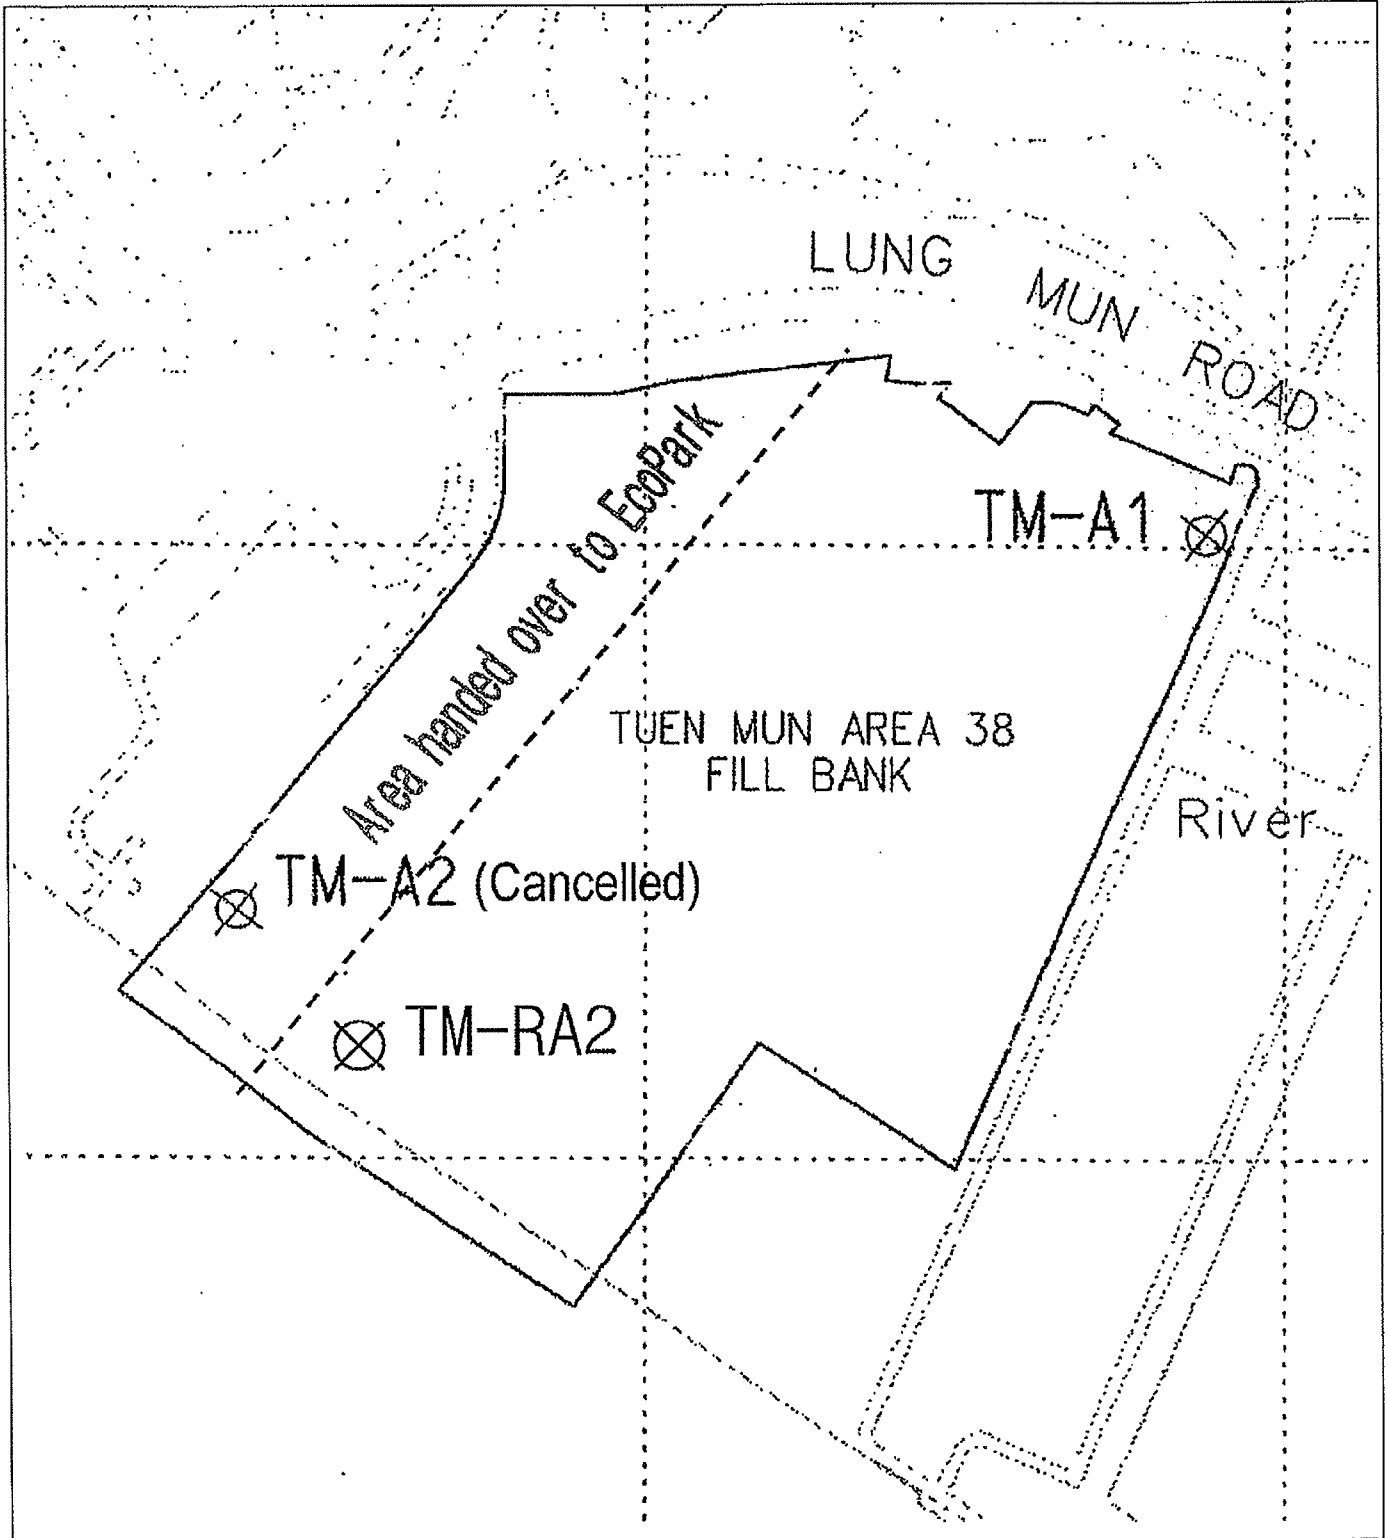 LUNG MUN ROAD
Area handed over to EcoPark
TM-A1
TUEN MUN AREA 38
FILL BANK
River
TM-A2 (Cancelled)
TM-RA2